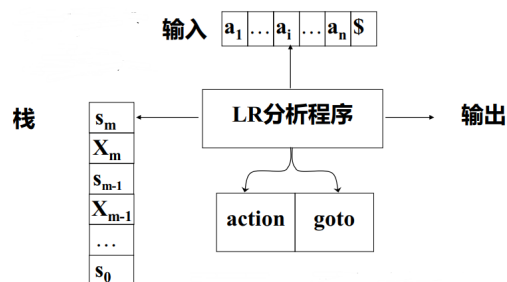 输入 a1 … ai … an $
栈
LR分析程序
输出
sm
Xm
sm-1
Xm-1
…
s0
action goto